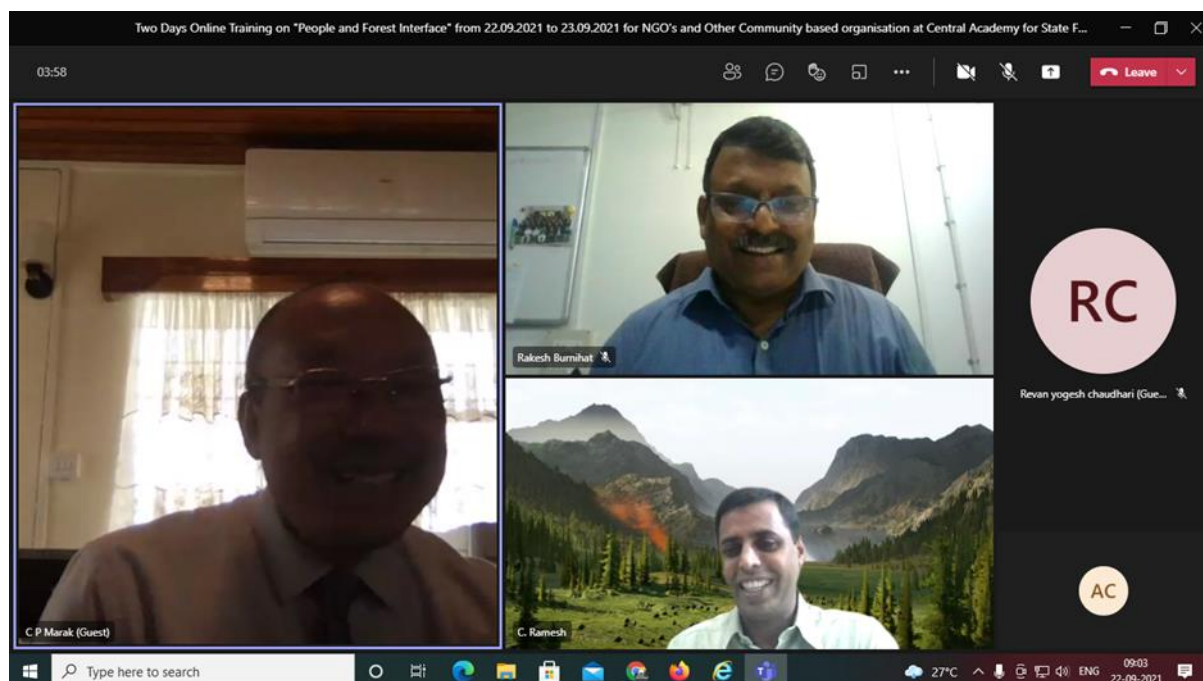 Two Days Online Training on "People and Forest Interface" from 22.09.2021 to 23.09.2021 for NGO's and Other Community based organisation at Central Academy for State F...
03:58
Leave
RC
Rakesh Burnihat
Revan yogesh chaudhari (Gue...
AC
C P Marak (Guest)
C. Ramesh
Type here to search
27°C
ENG
09:03
22-09-2021